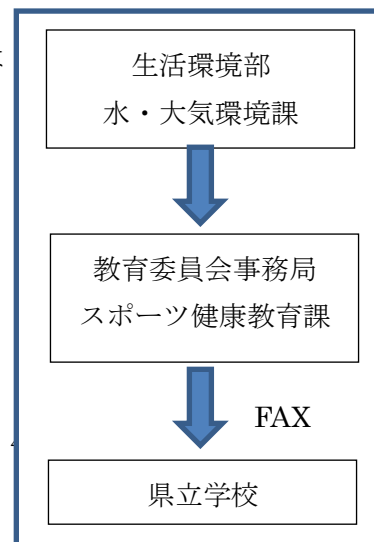 生活環境部
水・大気環境課
教育委員会事務局
スポーツ健康教育課
FAX
県立学校